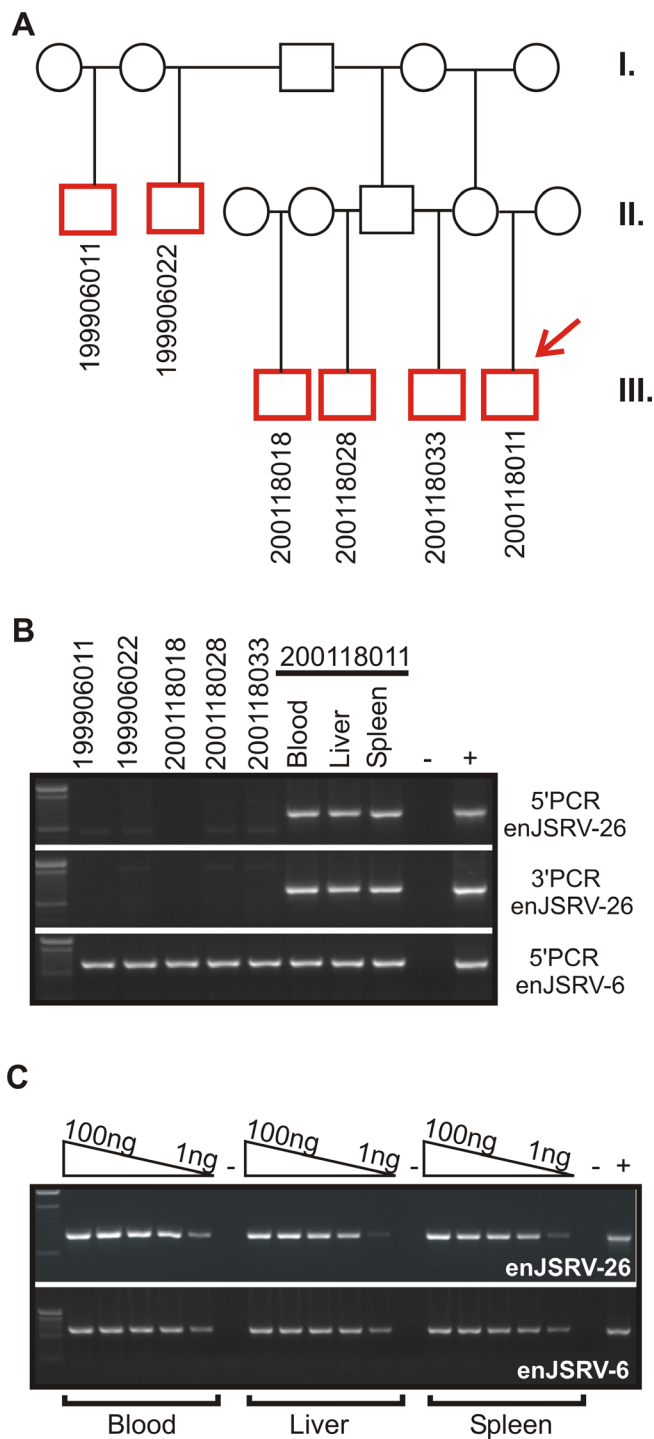 A
I.
II.
199906011
199906022
III.
200118018
200118028
200118033
200118011
B
199906011
199906022
200118018
200118028
200118033
200118011
Blood
Liver
Spleen
-
+
5'PCR
enJSRV-26
3'PCR
enJSRV-26
5'PCR
enJSRV-6
C
100ng 1ng - 100ng 1ng - 100ng 1ng - +
enJSRV-26
enJSRV-6
Blood Liver Spleen